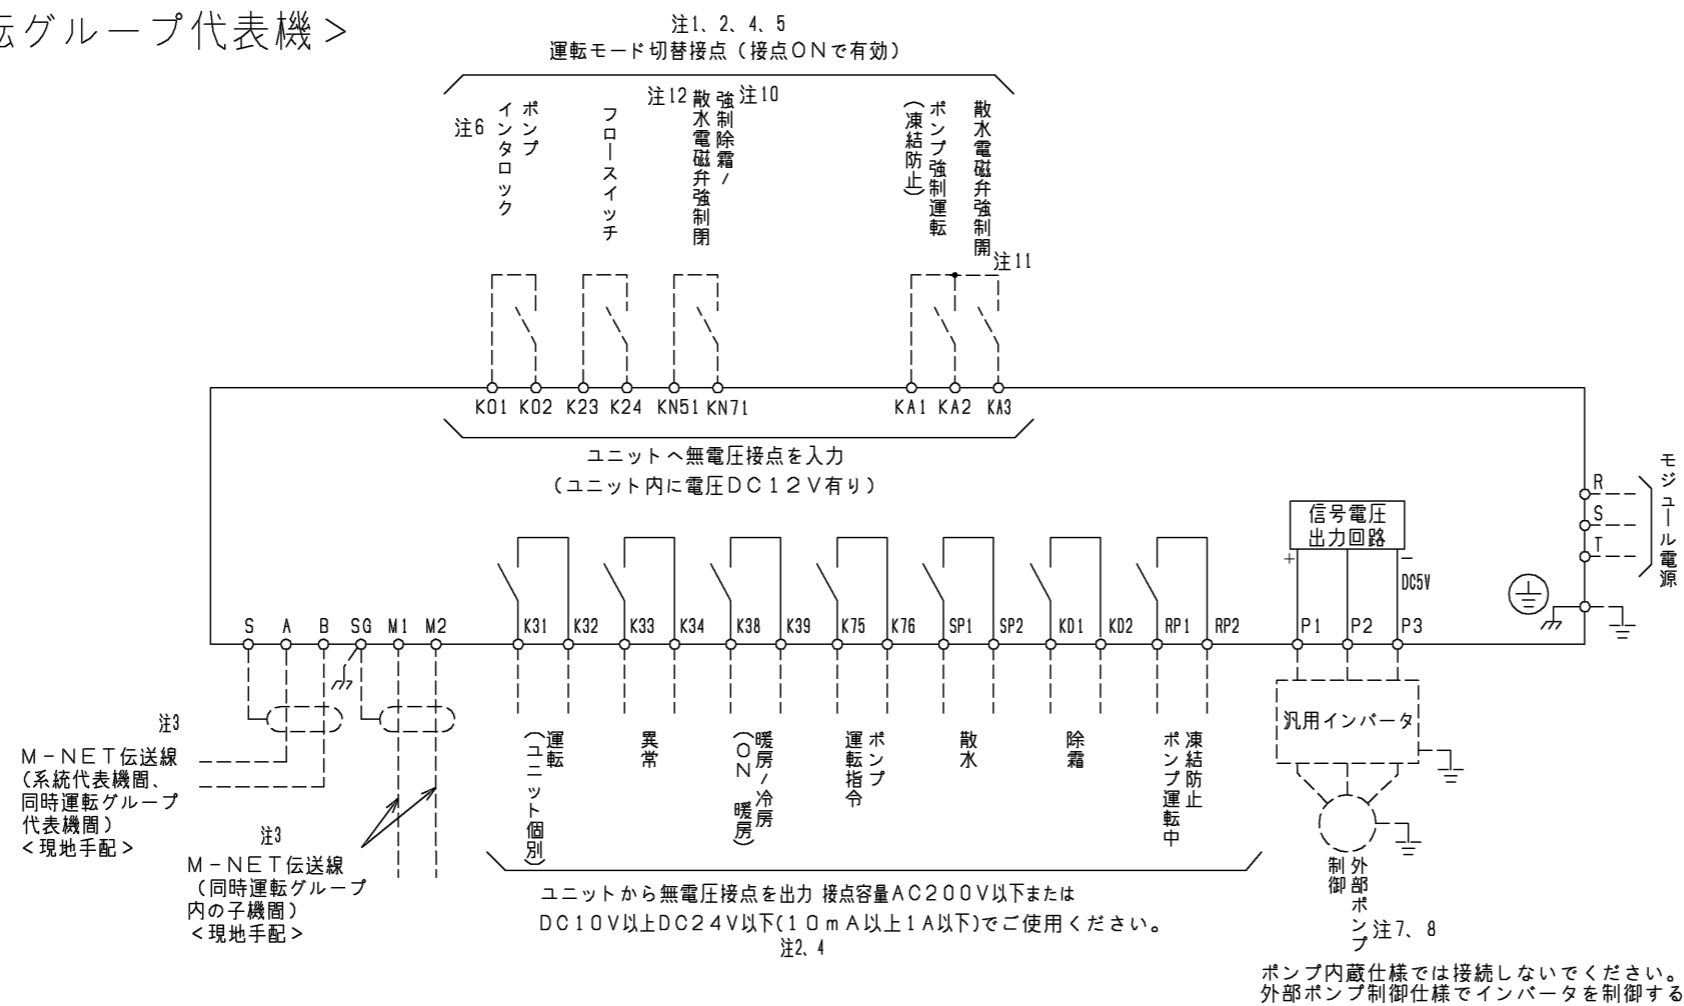 転グループ代表機>
注1、2、4、5
運転モード切替接点(接点ONで有効)
注6
ポンプ
インタロック
フロースイッチ
注12
強制除霜/
散水電磁弁強制閉
注10
ポンプ強制運転
(凍結防止)
散水電磁弁強制開
注11
K01 K02 K23 K24 KN51 KN71 KA1 KA2 KA3
ユニットへ無電圧接点を入力
(ユニット内に電圧DC12V有り)
モジュール電源
R
S
T
信号電圧
出力回路
+ − DC5V
S A B SG M1 M2 K31 K32 K33 K34 K38 K39 K75 K76 SP1 SP2 KD1 KD2 RP1 RP2 P1 P2 P3
注3
M-NET伝送線
(系統代表機間、
同時運転グループ
代表機間)
<現地手配>
注3
M-NET伝送線
(同時運転グループ
内の子機間)
<現地手配>
運転
(ユニット個別)
異常
暖房/冷房
(ON 暖房)
ポンプ
運転指令
散水
除霜
凍結防止
ポンプ運転中
汎用インバータ
外部ポンプ
制御
注7、8
ユニットから無電圧接点を出力 接点容量AC200V以下または
DC10V以上DC24V以下(10mA以上1A以下)でご使用ください。
注2、4
ポンプ内蔵仕様では接続しないでください。
外部ポンプ制御仕様でインバータを制御する